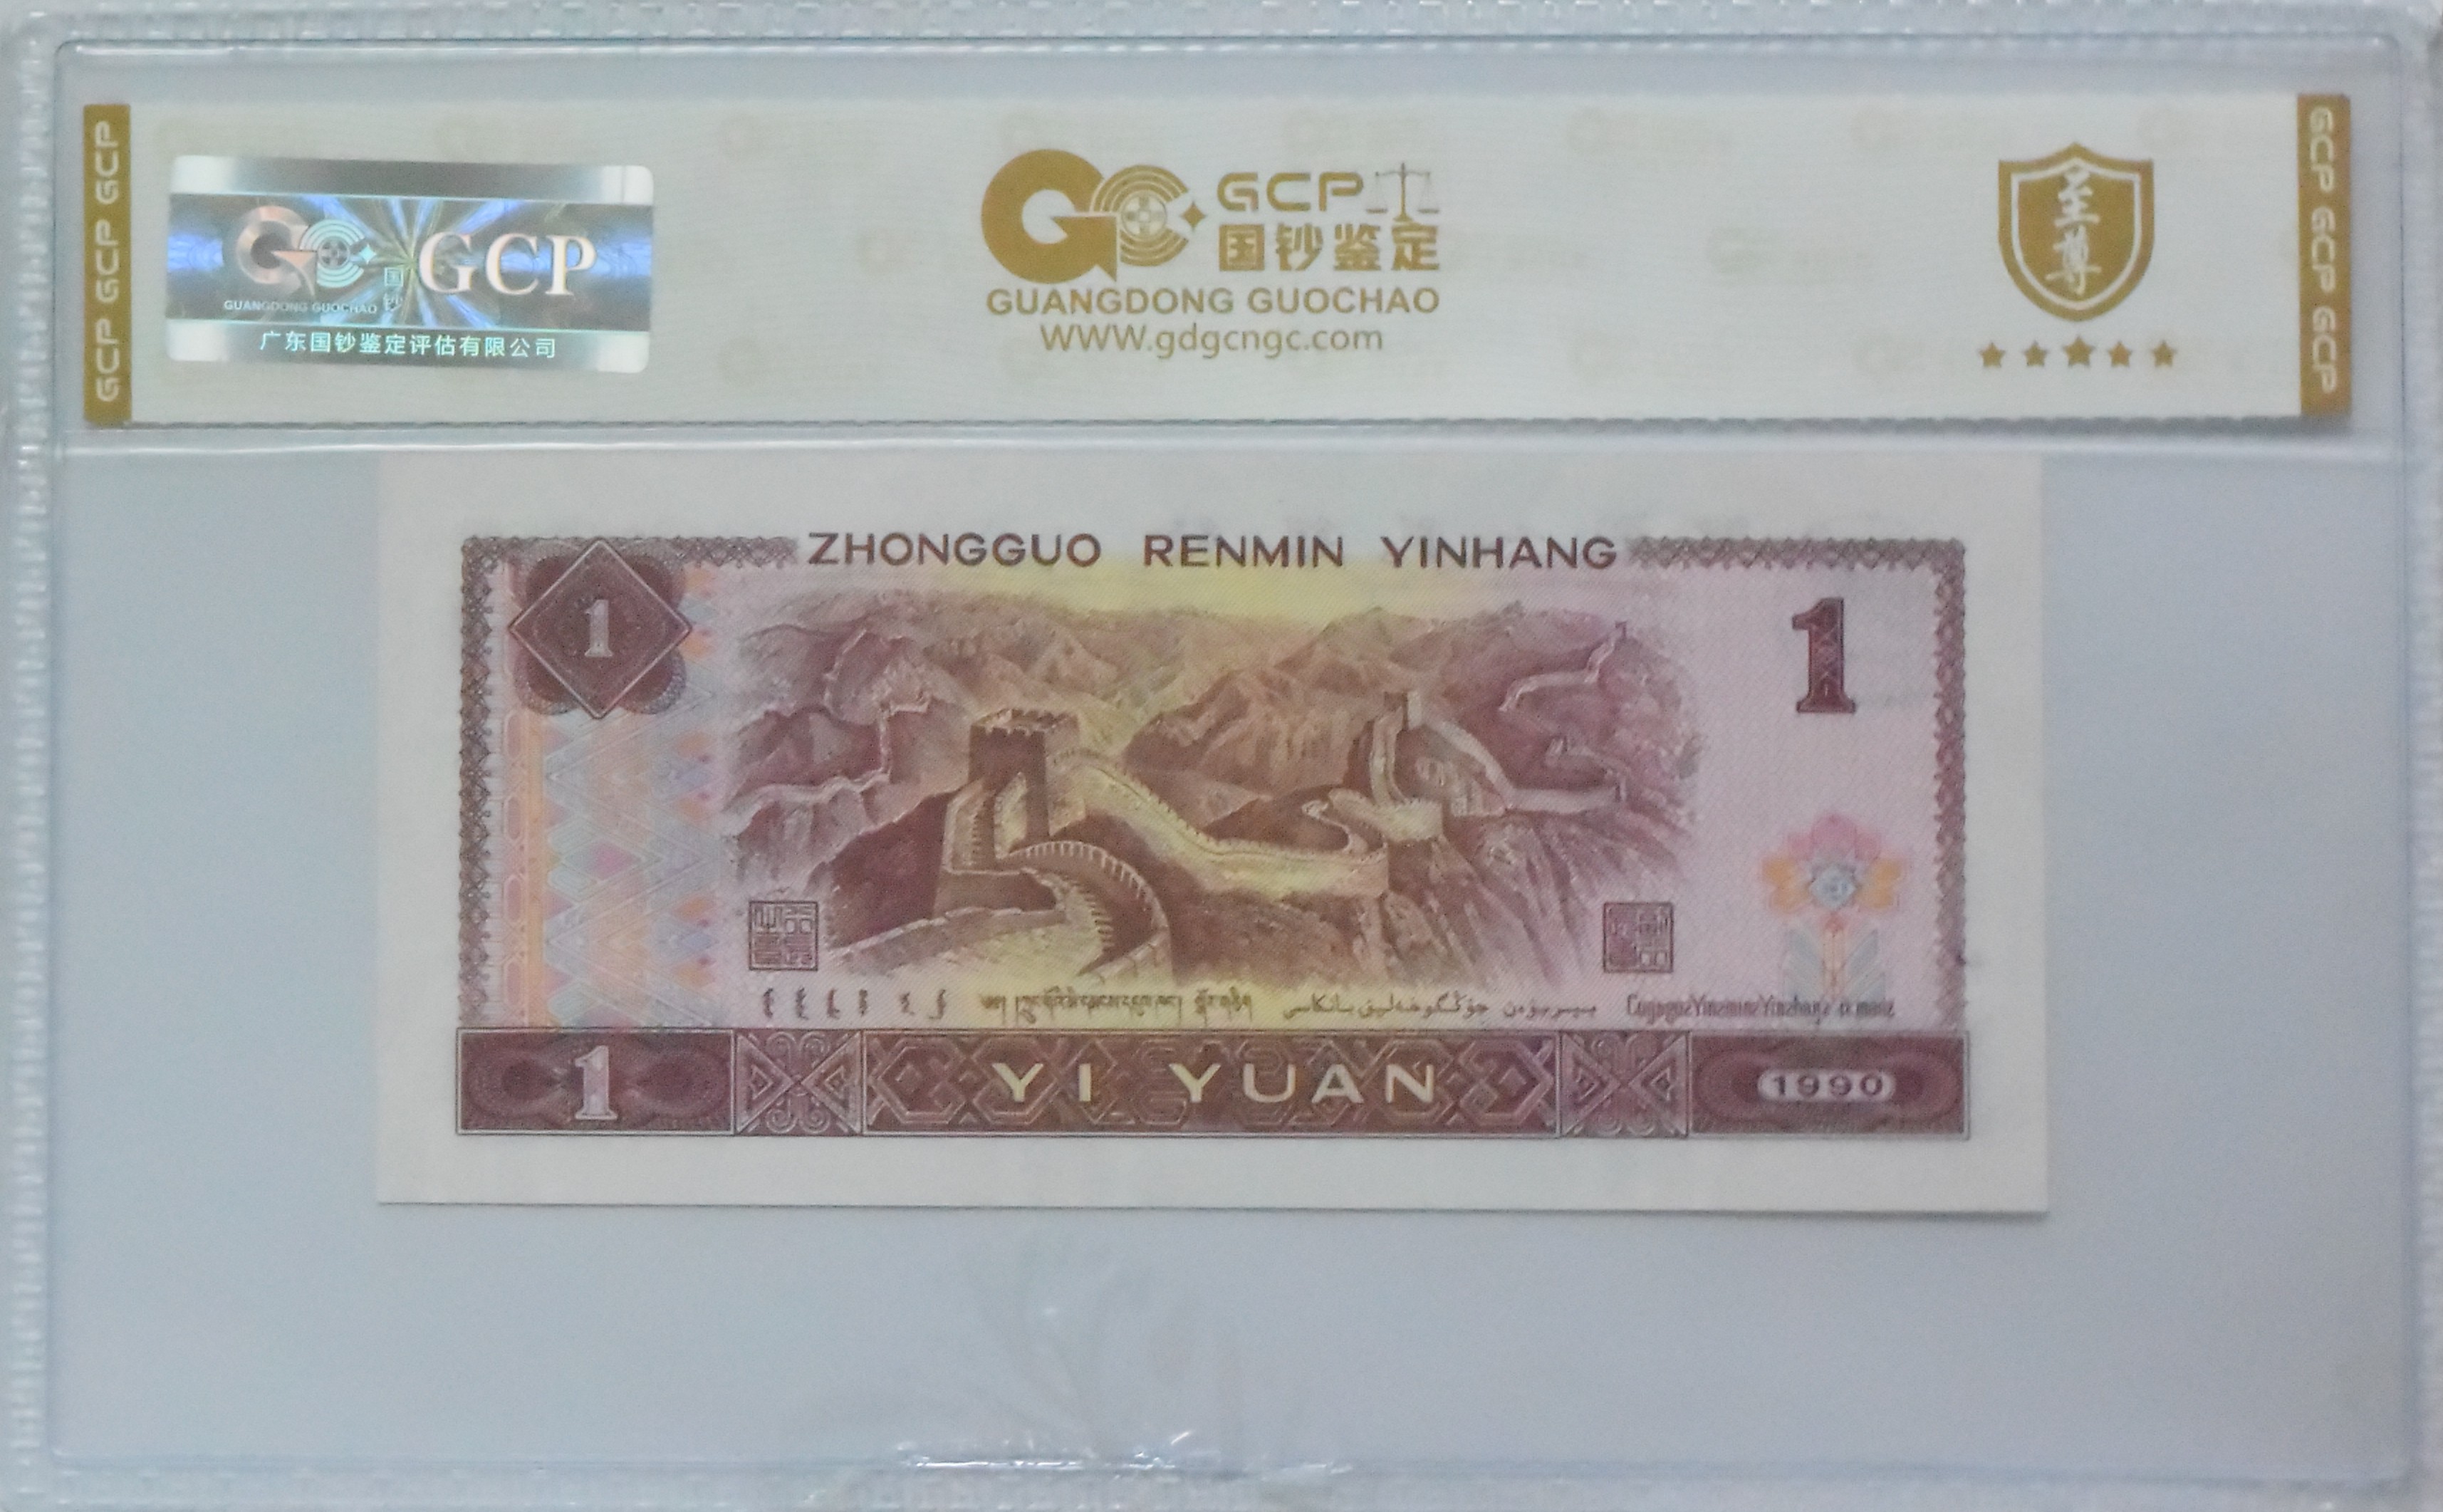 GCP GCP GCP
GCP
国钞
GUANGDONG GUOCHAO
广东国钞鉴定评估有限公司
GCP
国钞鉴定
GUANGDONG GUOCHAO
WWW.gdgcngc.com
至尊
GCP GCP GCP
ZHONGGUO RENMIN YINHANG
1
1
1
YI YUAN
1990